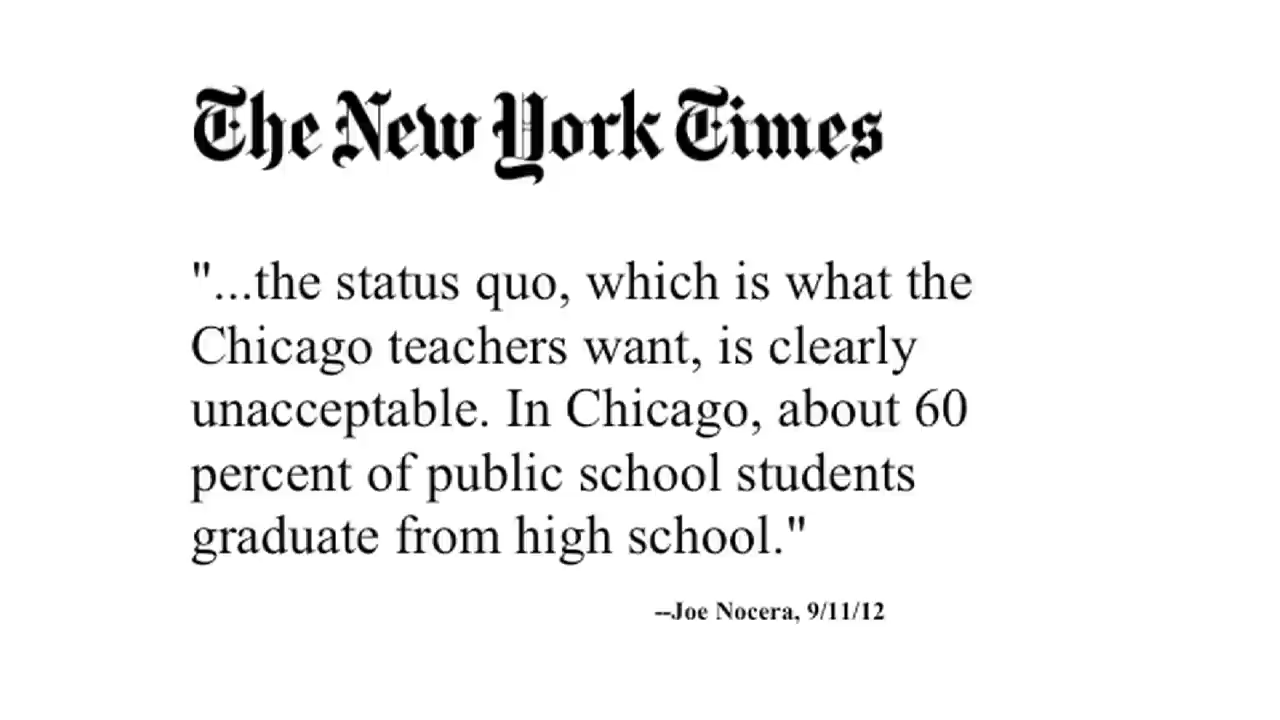 The New York Times
"...the status quo, which is what the
Chicago teachers want, is clearly
unacceptable. In Chicago, about 60
percent of public school students
graduate from high school."
--Joe Nocera, 9/11/12